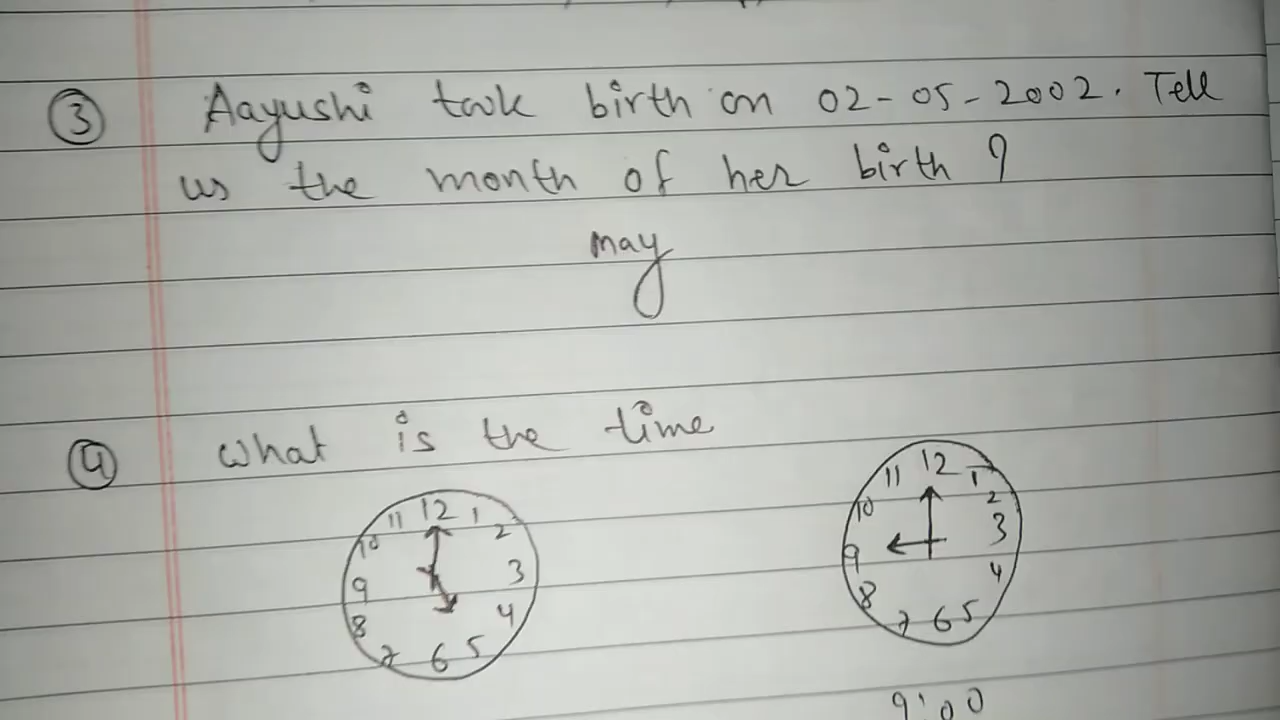 ③ Aayushi took birth on 02-05-2002. Tell
us the month of her birth ?
may
④ What is the time
11 12 1
10 2
9 3
8 4
7 6 5
11 12 1
10 2
9 3
8 4
7 6 5
9:00